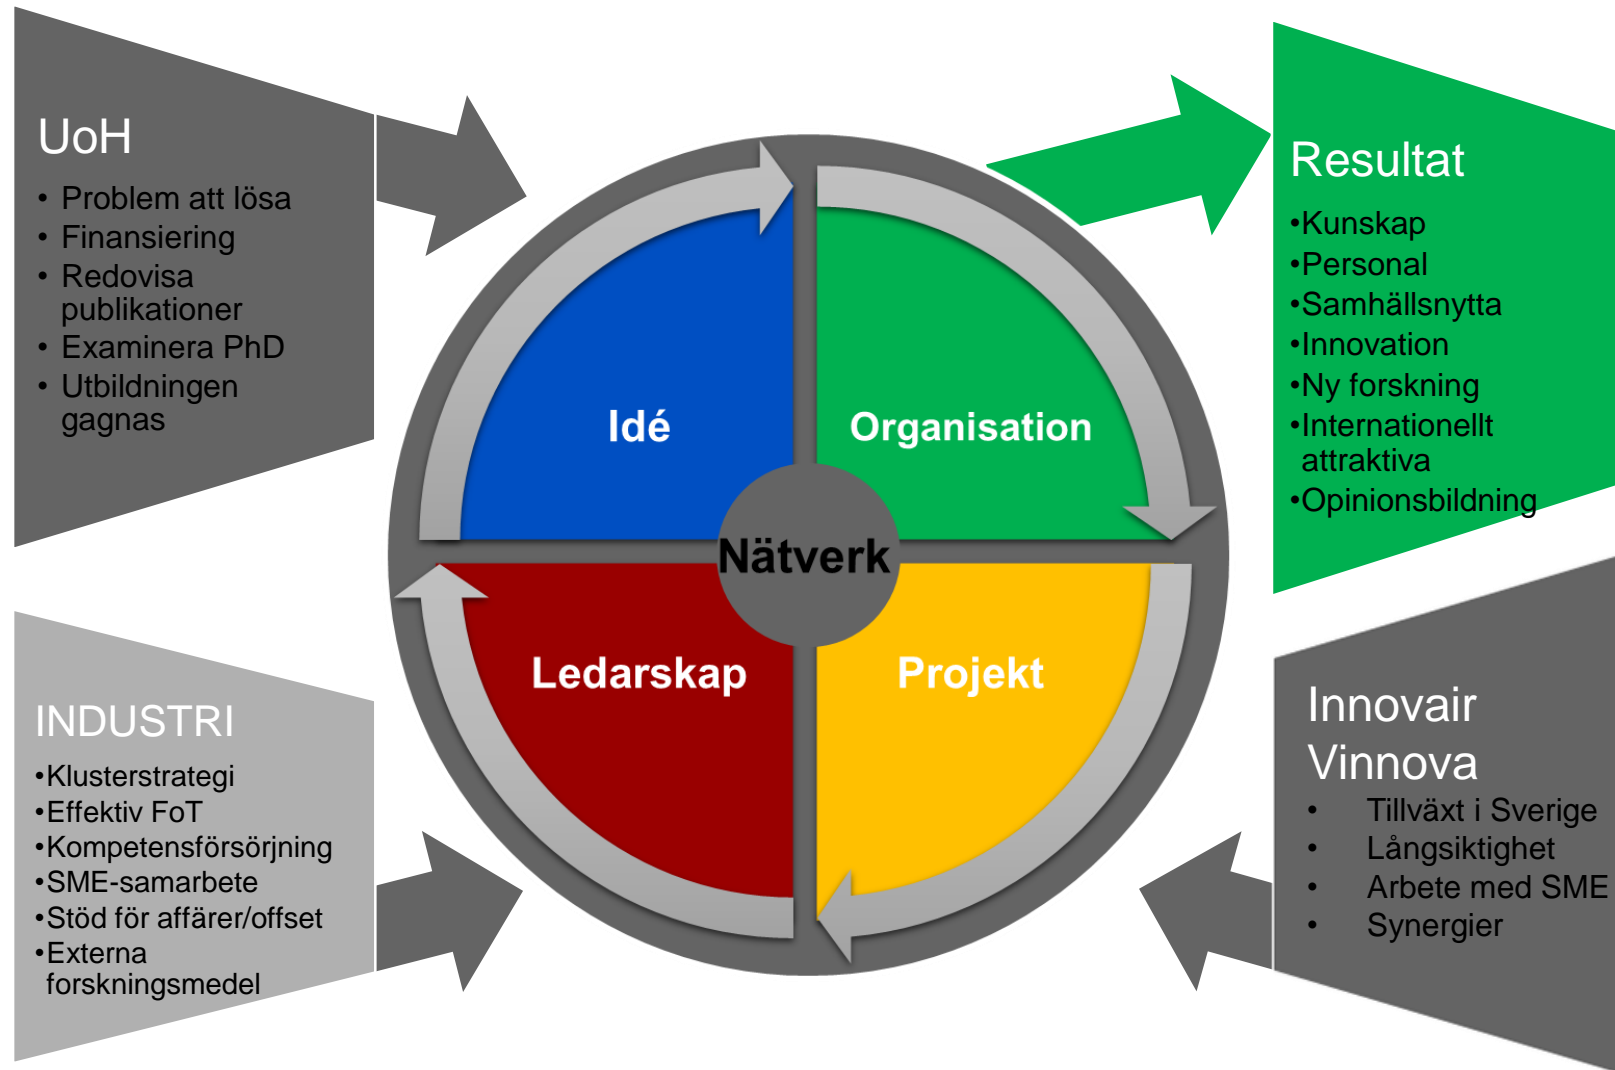 UoH
• Problem att lösa
• Finansiering
• Redovisa
publikationer
• Examinera PhD
• Utbildningen
gagnas
INDUSTRI
•Klusterstrategi
•Effektiv FoT
•Kompetensförsörjning
•SME-samarbete
•Stöd för affärer/offset
•Externa
forskningsmedel
Idé
Organisation
Nätverk
Ledarskap
Projekt
Resultat
•Kunskap
•Personal
•Samhällsnytta
•Innovation
•Ny forskning
•Internationellt
attraktiva
•Opinionsbildning
Innovair
Vinnova
• Tillväxt i Sverige
• Långsiktighet
• Arbete med SME
• Synergier